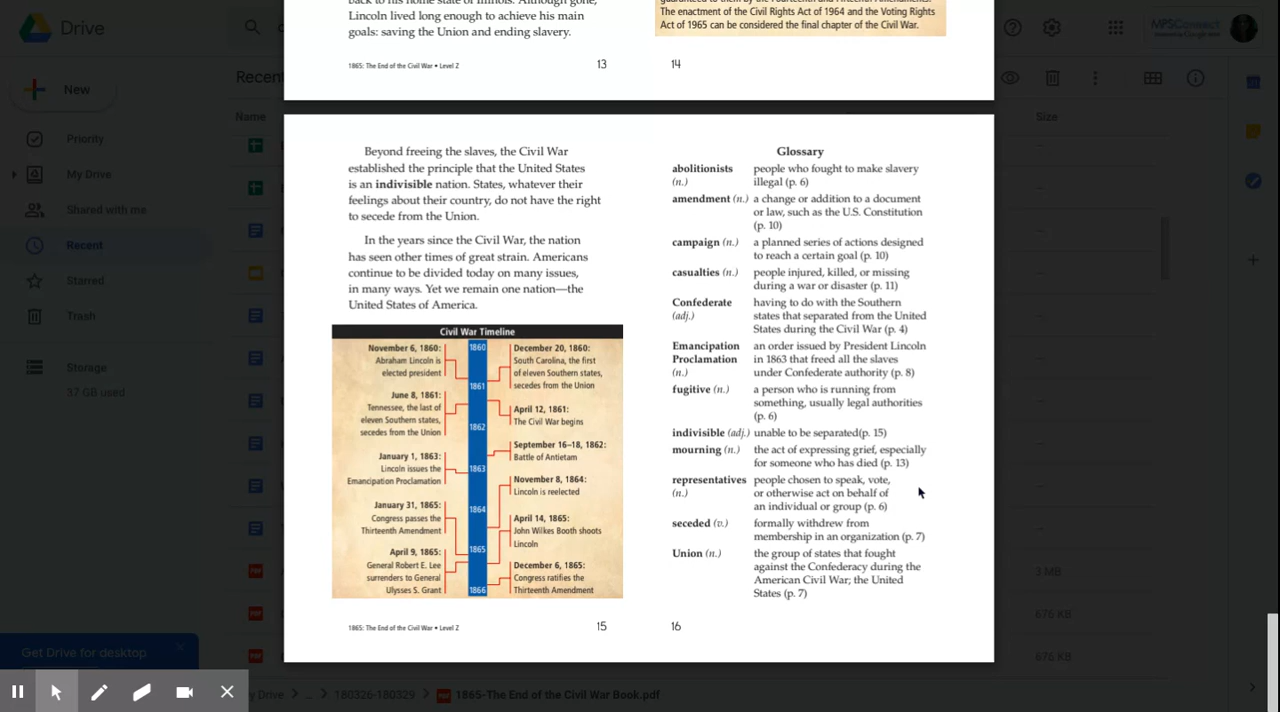 Drive
New
Priority
My Drive
Shared with me
Recent
Starred
Trash
Storage
37 GB used
Get Drive for desktop
Recent
Name
Size
MPSConnect
3 MB
676 KB
676 KB
back to his home state of Illinois. Although gone,
Lincoln lived long enough to achieve his main
goals: saving the Union and ending slavery.
1865: The End of the Civil War • Level Z
13
guaranteed to them by the Fourteenth and Fifteenth Amendments.
The enactment of the Civil Rights Act of 1964 and the Voting Rights
Act of 1965 can be considered the final chapter of the Civil War.
14
Beyond freeing the slaves, the Civil War
established the principle that the United States
is an indivisible nation. States, whatever their
feelings about their country, do not have the right
to secede from the Union.
In the years since the Civil War, the nation
has seen other times of great strain. Americans
continue to be divided today on many issues,
in many ways. Yet we remain one nation—the
United States of America.
Civil War Timeline
1860
1861
1862
1863
1864
1865
1866
November 6, 1860:
Abraham Lincoln is
elected president
June 8, 1861:
Tennessee, the last of
eleven Southern states,
secedes from the Union
January 1, 1863:
Lincoln issues the
Emancipation Proclamation
January 31, 1865:
Congress passes the
Thirteenth Amendment
April 9, 1865:
General Robert E. Lee
surrenders to General
Ulysses S. Grant
December 20, 1860:
South Carolina, the first
of eleven Southern states,
secedes from the Union
April 12, 1861:
The Civil War begins
September 16–18, 1862:
Battle of Antietam
November 8, 1864:
Lincoln is reelected
April 14, 1865:
John Wilkes Booth shoots
Lincoln
December 6, 1865:
Congress ratifies the
Thirteenth Amendment
1865: The End of the Civil War • Level Z
15
Glossary
abolitionists people who fought to make slavery
(n.) illegal (p. 6)
amendment (n.) a change or addition to a document
or law, such as the U.S. Constitution
(p. 10)
campaign (n.) a planned series of actions designed
to reach a certain goal (p. 10)
casualties (n.) people injured, killed, or missing
during a war or disaster (p. 11)
Confederate having to do with the Southern
(adj.) states that separated from the United
States during the Civil War (p. 4)
Emancipation an order issued by President Lincoln
Proclamation in 1863 that freed all the slaves
(n.) under Confederate authority (p. 8)
fugitive (n.) a person who is running from
something, usually legal authorities
(p. 6)
indivisible (adj.) unable to be separated(p. 15)
mourning (n.) the act of expressing grief, especially
for someone who has died (p. 13)
representatives people chosen to speak, vote,
(n.) or otherwise act on behalf of
an individual or group (p. 6)
seceded (v.) formally withdrew from
membership in an organization (p. 7)
Union (n.) the group of states that fought
against the Confederacy during the
American Civil War; the United
States (p. 7)
16
y Drive > ... > 180326-180329 > PDF 1865-The End of the Civil War Book.pdf